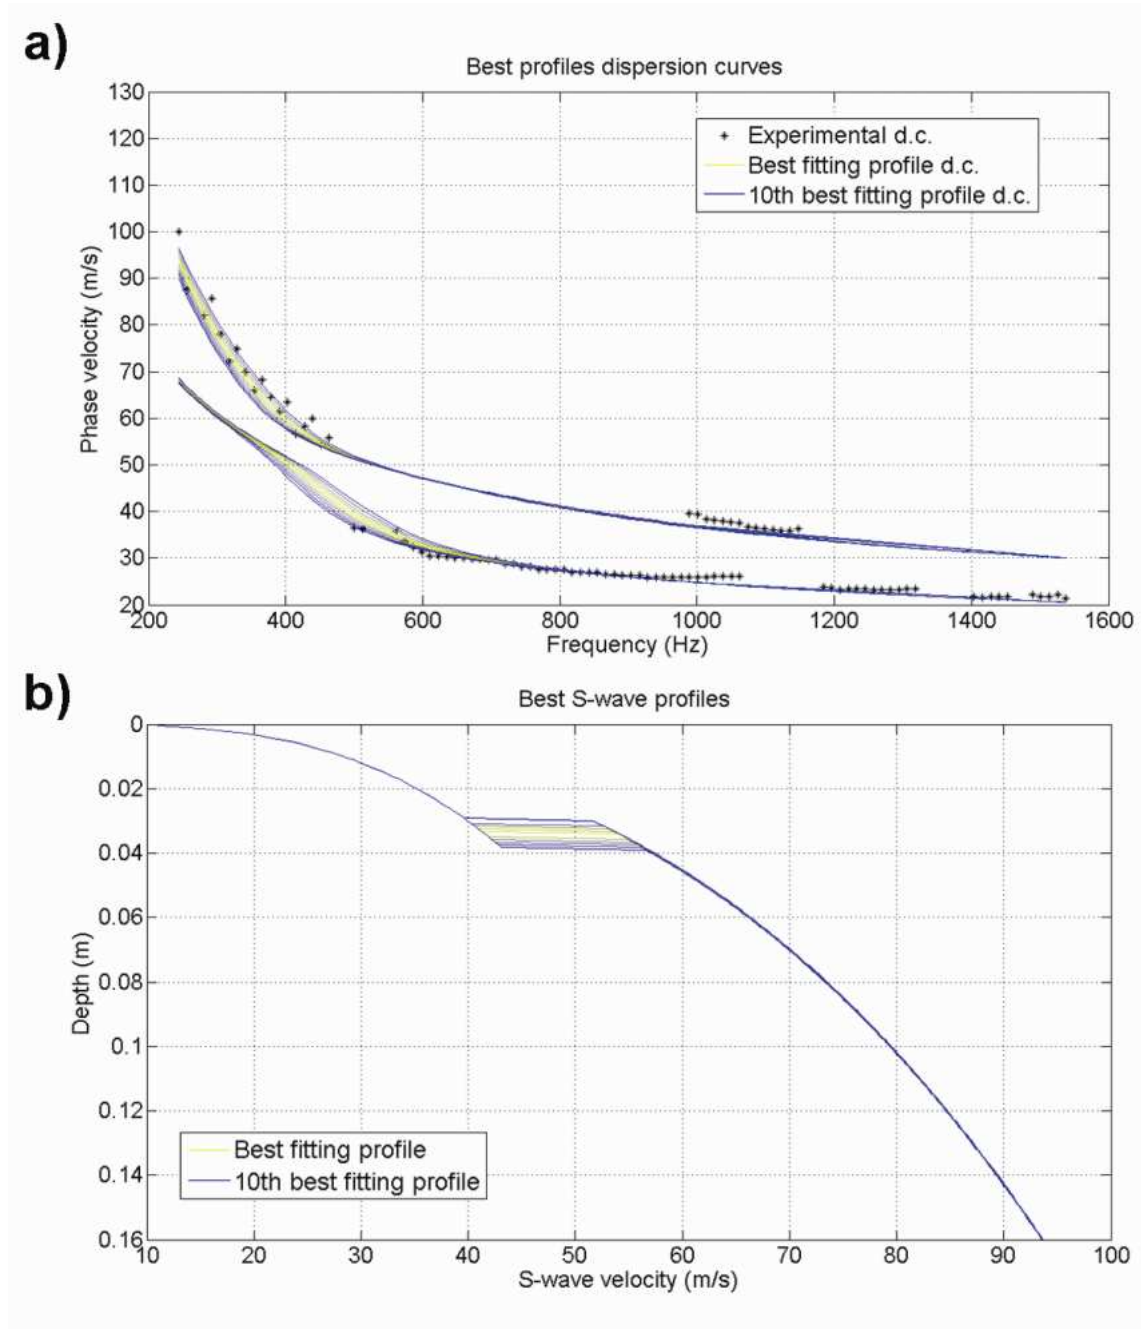 a)
Best profiles dispersion curves
130
120
110
100
90
80
70
60
50
40
30
20
Phase velocity (m/s)
Experimental d.c.
Best fitting profile d.c.
10th best fitting profile d.c.
200 400 600 800 1000 1200 1400 1600
Frequency (Hz)
b)
Best S-wave profiles
0
0.02
0.04
0.06
0.08
0.1
0.12
0.14
0.16
Depth (m)
Best fitting profile
10th best fitting profile
10 20 30 40 50 60 70 80 90 100
S-wave velocity (m/s)